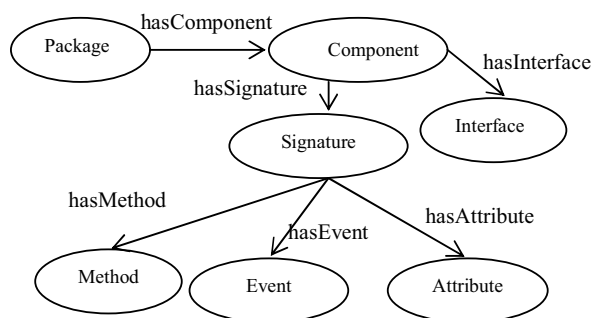 hasComponent
Package
Component
hasInterface
hasSignature
Interface
Signature
hasMethod
hasAttribute
hasEvent
Method
Event
Attribute